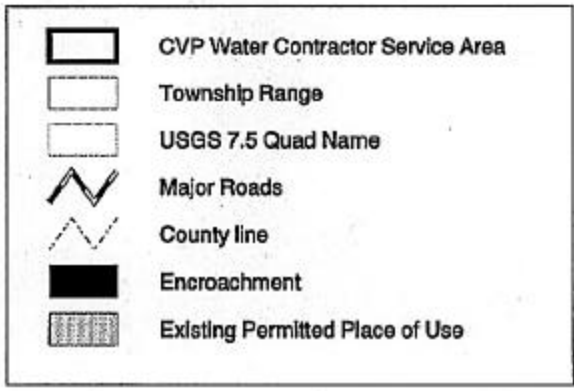 CVP Water Contractor Service Area
Township Range
USGS 7.5 Quad Name
Major Roads
County line
Encroachment
Existing Permitted Place of Use